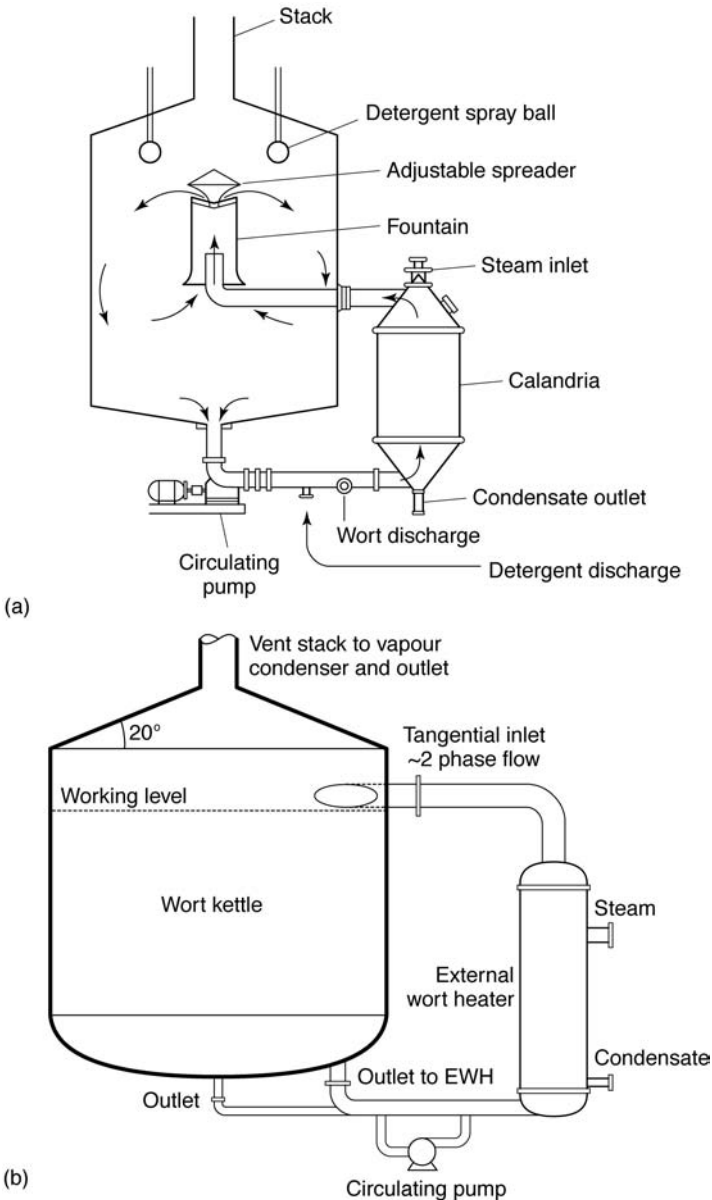 Stack
Detergent spray ball
Adjustable spreader
Fountain
Steam inlet
Calandria
Condensate outlet
Wort discharge
Circulating
pump
Detergent discharge
(a)
Vent stack to vapour
condenser and outlet
20°
Tangential inlet
~2 phase flow
Working level
Wort kettle
Steam
External
wort heater
Condensate
Outlet to EWH
Outlet
(b)
Circulating pump